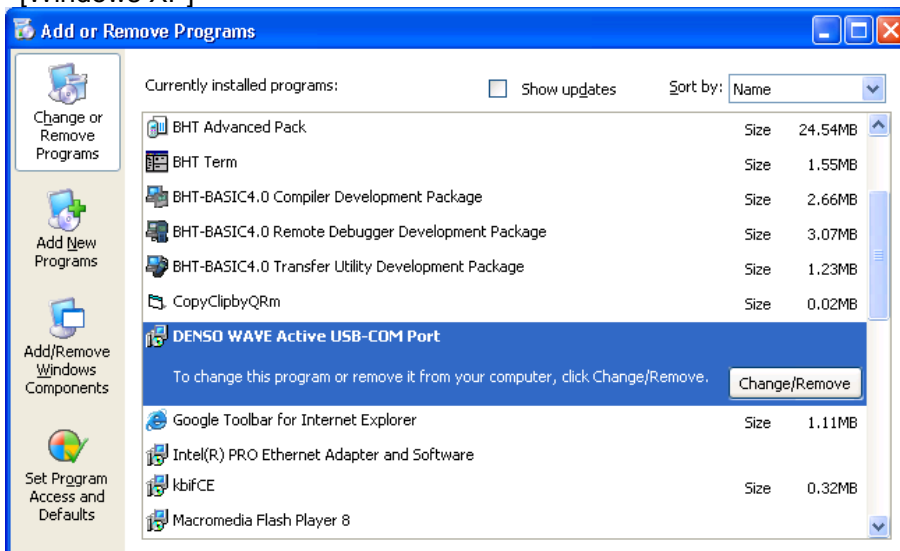 [Windows XP]
Add or Remove Programs
Change or
Remove
Programs
Add New
Programs
Add/Remove
Windows
Components
Set Program
Access and
Defaults
Currently installed programs: Show updates Sort by: Name
BHT Advanced Pack Size 24.54MB
BHT Term Size 1.55MB
BHT-BASIC4.0 Compiler Development Package Size 2.66MB
BHT-BASIC4.0 Remote Debugger Development Package Size 3.07MB
BHT-BASIC4.0 Transfer Utility Development Package Size 1.23MB
CopyClipbyQRm Size 0.02MB
DENSO WAVE Active USB-COM Port
To change this program or remove it from your computer, click Change/Remove. Change/Remove
Google Toolbar for Internet Explorer Size 1.11MB
Intel(R) PRO Ethernet Adapter and Software
kbifCE Size 0.32MB
Macromedia Flash Player 8